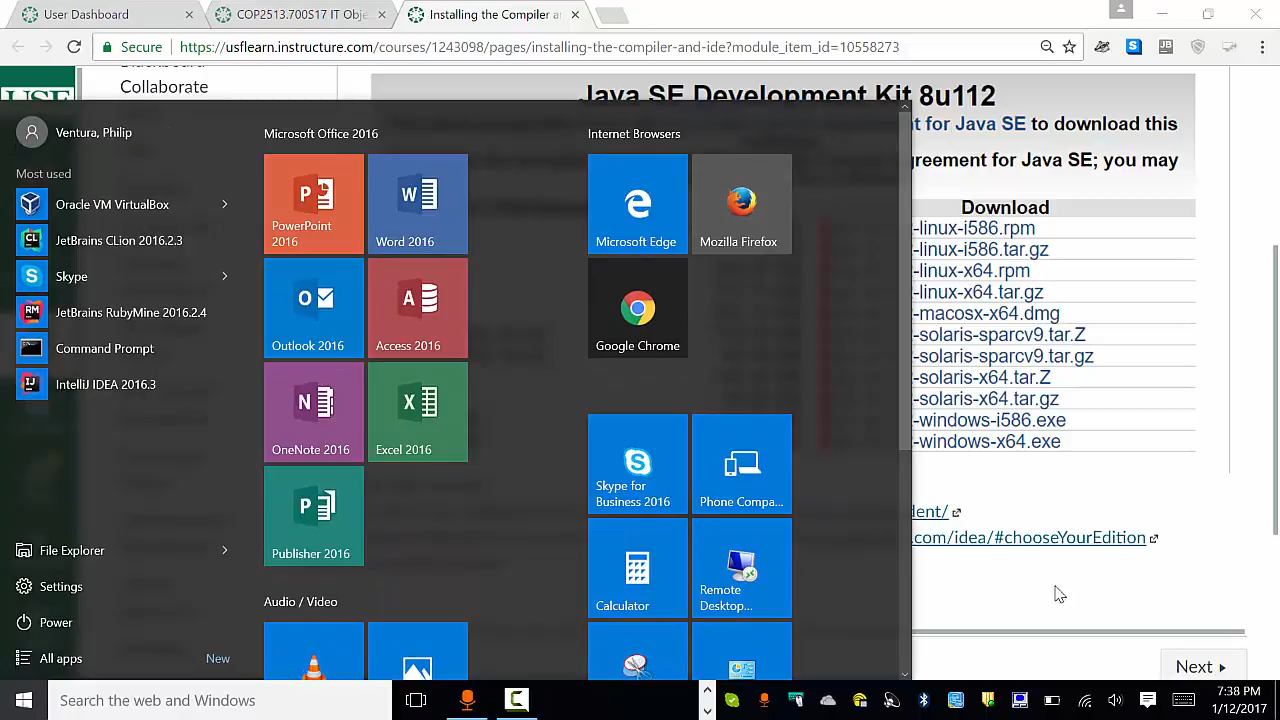 User Dashboard
COP2513.700S17 IT Obje
Installing the Compiler a
Secure
https://usflearn.instructure.com/courses/1243098/pages/installing-the-compiler-and-ide?module_item_id=10558273
Collaborate
Java SE Development Kit 8u112
t for Java SE to download this
greement for Java SE; you may
Download
-linux-i586.rpm
-linux-i586.tar.gz
-linux-x64.rpm
-linux-x64.tar.gz
-macosx-x64.dmg
-solaris-sparcv9.tar.Z
-solaris-sparcv9.tar.gz
-solaris-x64.tar.Z
-solaris-x64.tar.gz
-windows-i586.exe
-windows-x64.exe
dent/
.com/idea/#chooseYourEdition
Next
Ventura, Philip
Most used
Oracle VM VirtualBox
JetBrains CLion 2016.2.3
Skype
JetBrains RubyMine 2016.2.4
Command Prompt
IntelliJ IDEA 2016.3
File Explorer
Settings
Power
All apps
New
Microsoft Office 2016
PowerPoint 2016
Word 2016
Outlook 2016
Access 2016
OneNote 2016
Excel 2016
Publisher 2016
Audio / Video
Internet Browsers
Microsoft Edge
Mozilla Firefox
Google Chrome
Skype for Business 2016
Phone Compa...
Calculator
Remote Desktop...
Search the web and Windows
7:38 PM
1/12/2017